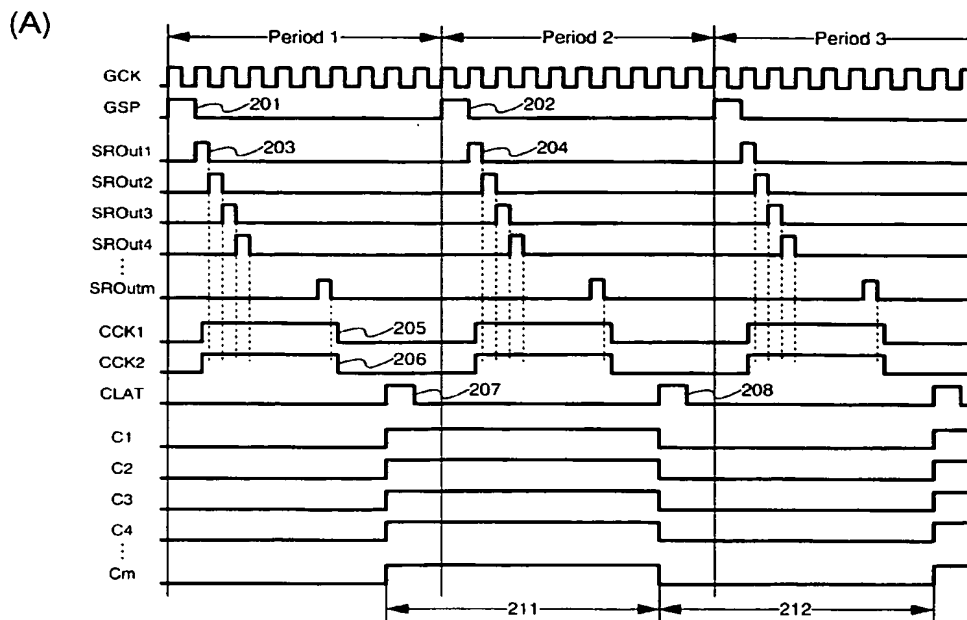 (A)
Period 1 Period 2 Period 3
GCK
GSP 201 202
SROut1 203 204
SROut2
SROut3
SROut4
SROutm
CCK1 205
CCK2 206
CLAT 207 208
C1
C2
C3
C4
Cm
211 212